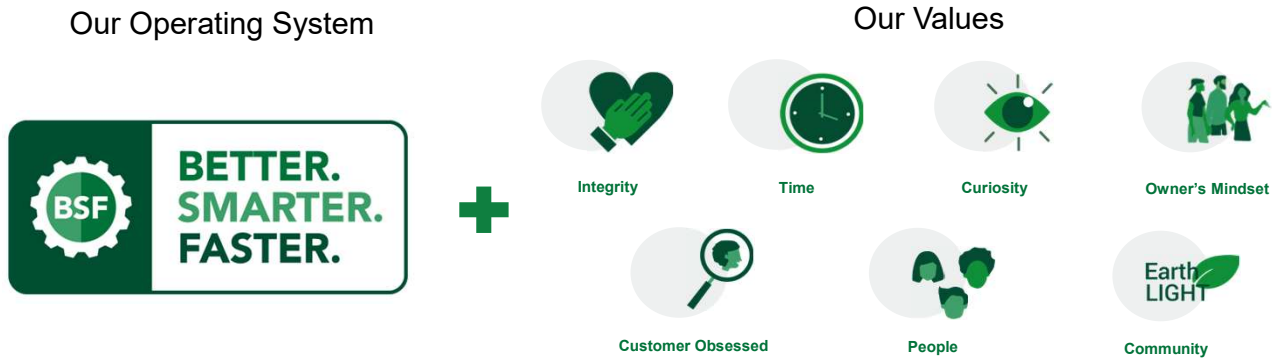 Our Operating System
Our Values
BSF
BETTER.
SMARTER.
FASTER.
Integrity
Time
Curiosity
Owner's Mindset
Earth
LIGHT
Customer Obsessed
People
Community